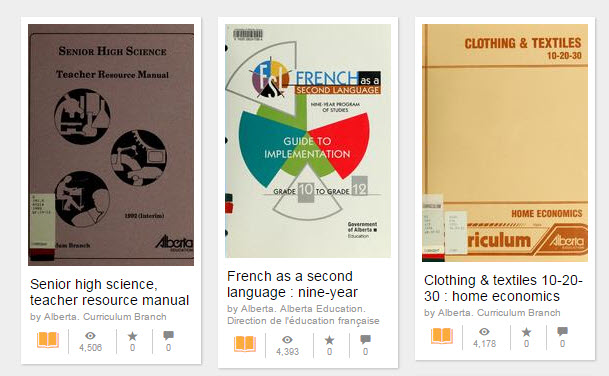 SENIOR HIGH SCIENCE
Teacher Resource Manual
1992 (Interim)
lum Branch
Alberta
EDUCATION
Senior high science,
teacher resource manual
by Alberta. Curriculum Branch
4,506
0
0
FSL
FRENCH as a
SECOND LANGUAGE
NINE-YEAR PROGRAM
OF STUDIES
GUIDE TO
IMPLEMENTATION
GRADE 10 TO GRADE 12
Government
of Alberta
Education
French as a second
language : nine-year
by Alberta. Alberta Education.
Direction de l'éducation française
4,393
0
0
CLOTHING & TEXTILES
10-20-30
HOME ECONOMICS
rriculum
Alberta
EDUCATION
Clothing & textiles 10-20-
30 : home economics
by Alberta. Curriculum Branch
4,178
0
0